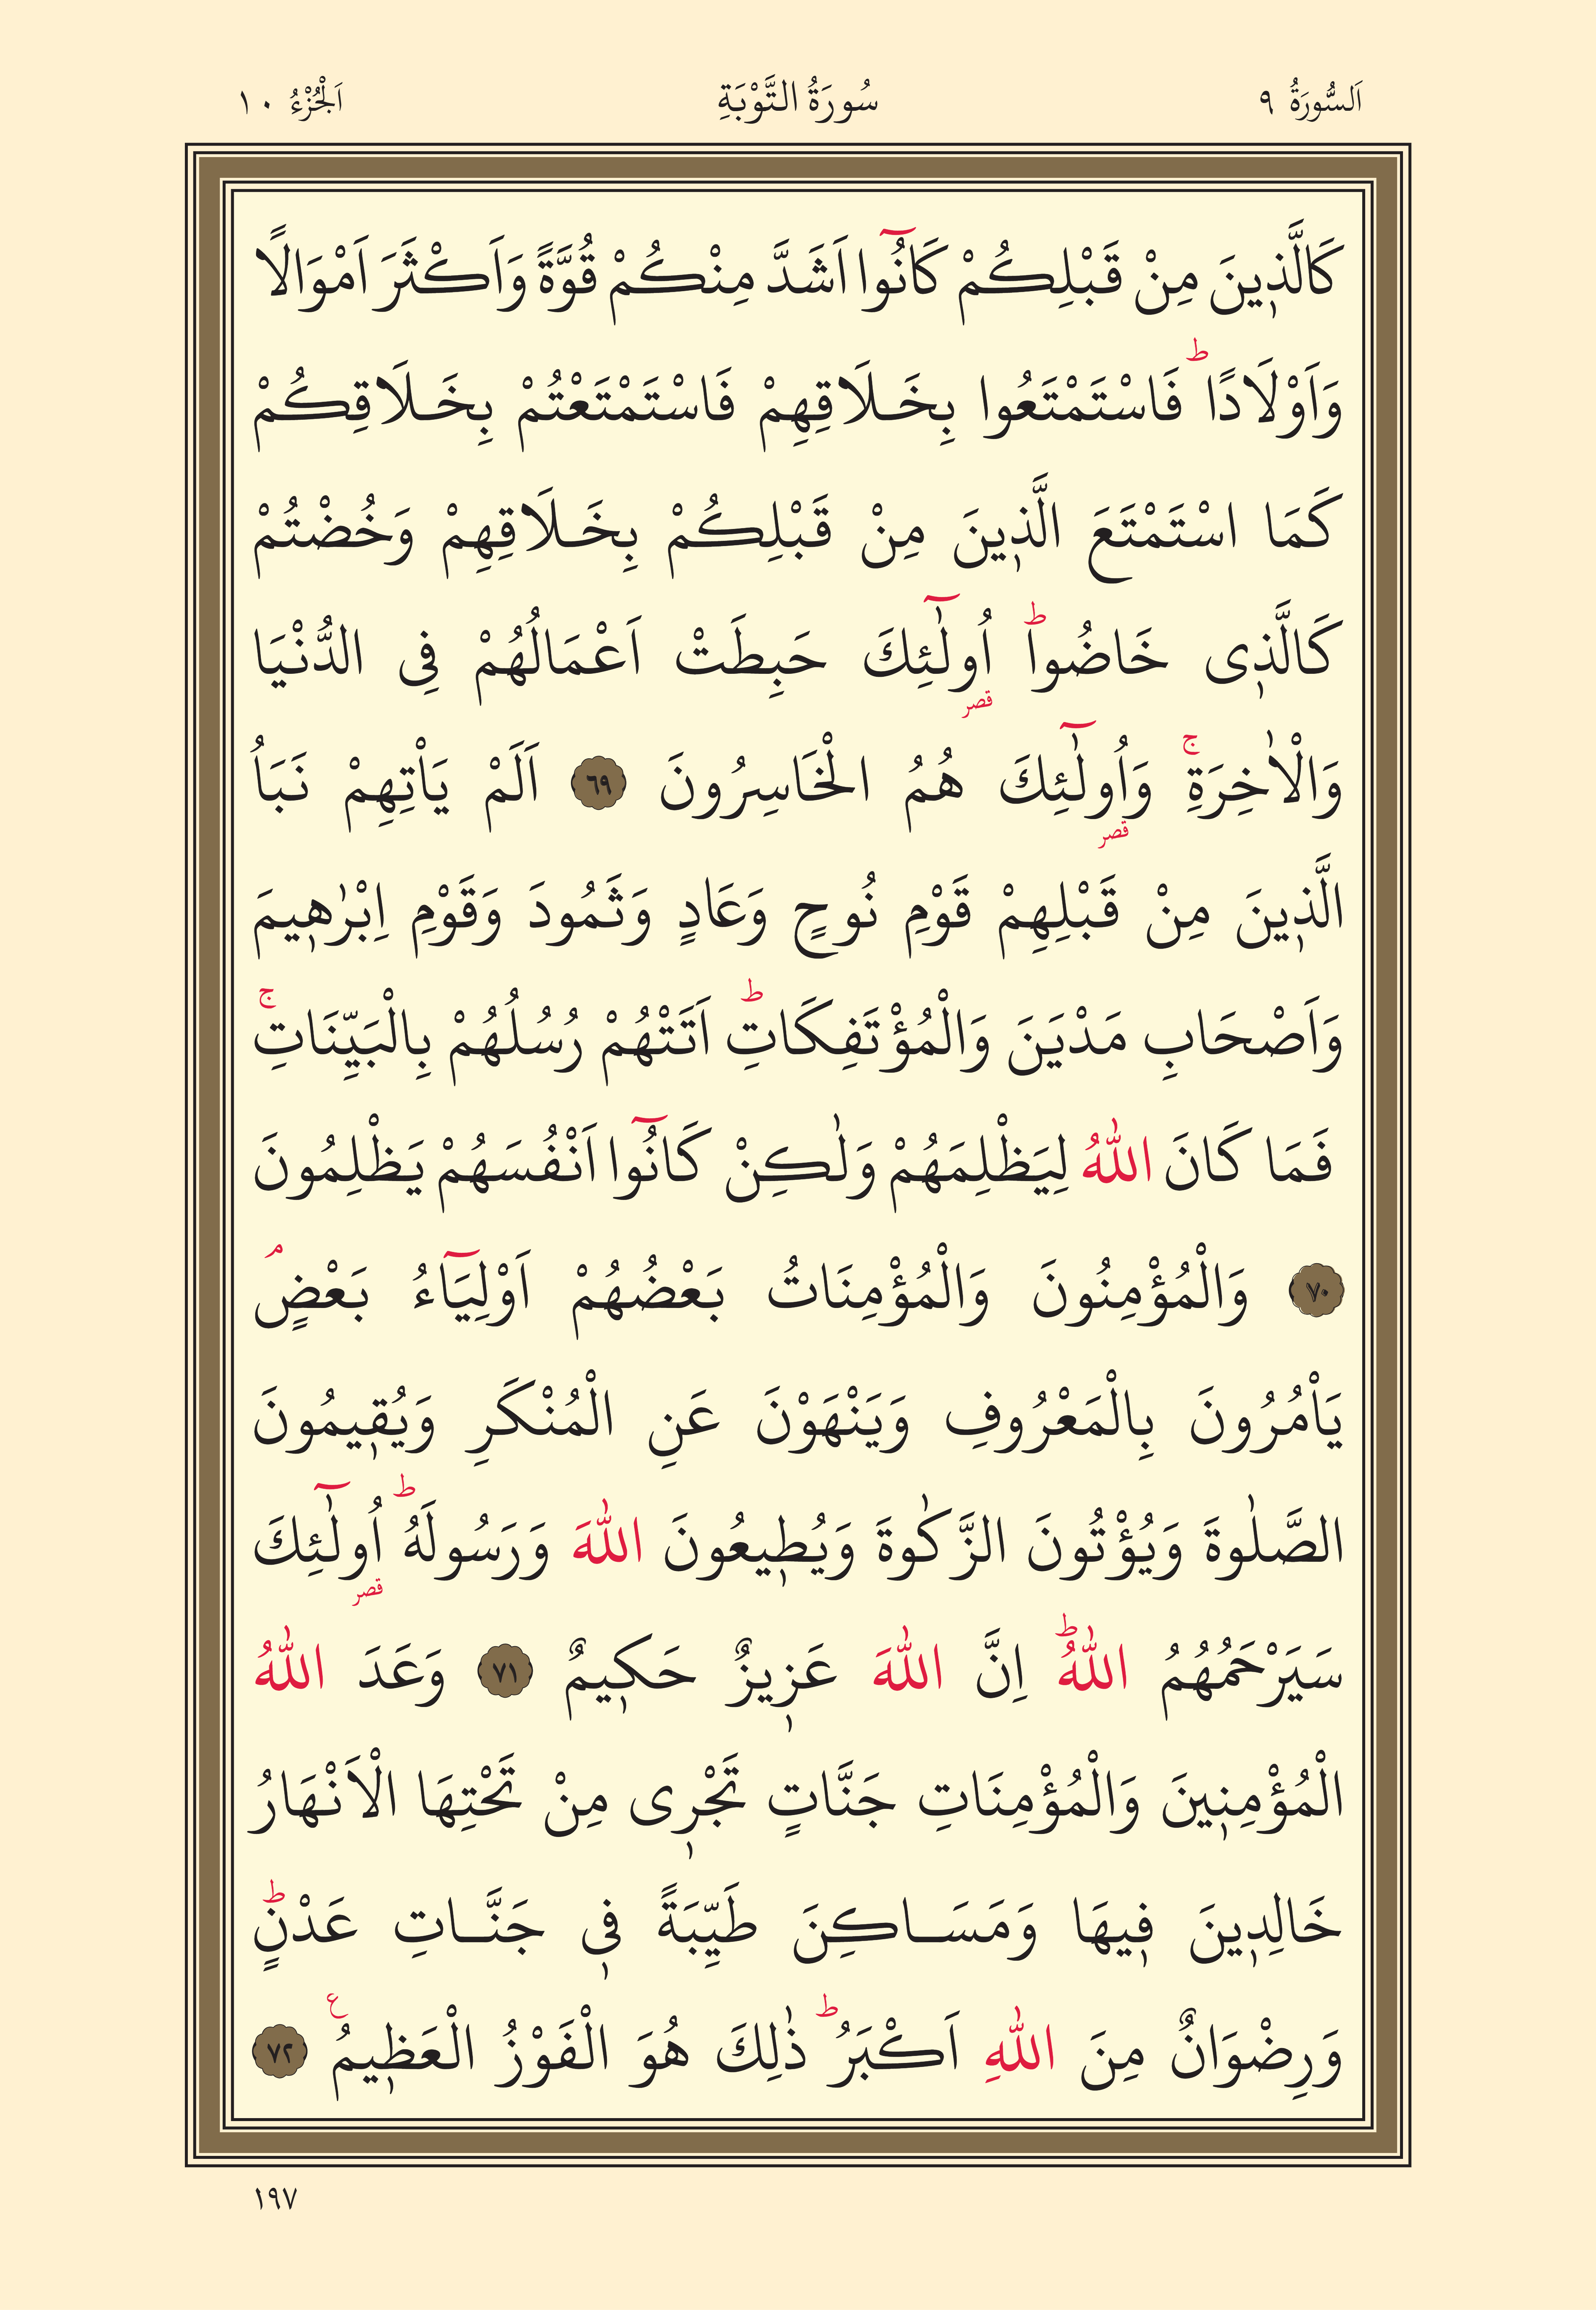 اَلسُّورَةُ ٩ سُورَةُ التَّوْبَةِ اَلْجُزْءُ ١٠
كَالَّذ۪ينَ مِنْ قَبْلِكُمْ كَانُٓوا اَشَدَّ مِنْكُمْ قُوَّةً وَاَكْثَرَ اَمْوَالًا
وَاَوْلَادًاۜ فَاسْتَمْتَعُوا بِخَلَاقِهِمْ فَاسْتَمْتَعْتُمْ بِخَلَاقِكُمْ
كَمَا اسْتَمْتَعَ الَّذ۪ينَ مِنْ قَبْلِكُمْ بِخَلَاقِهِمْ وَخُضْتُمْ
كَالَّذ۪ى خَاضُواۜ اُو۬لٰٓئِكَ حَبِطَتْ اَعْمَالُهُمْ فِى الدُّنْيَا
وَالْاٰخِرَةِۚ وَاُو۬لٰٓئِكَ هُمُ الْخَاسِرُونَ ٦٩ اَلَمْ يَاْتِهِمْ نَبَاُ
الَّذ۪ينَ مِنْ قَبْلِهِمْ قَوْمِ نُوحٍ وَعَادٍ وَثَمُودَ وَقَوْمِ اِبْرٰه۪يمَ
وَاَصْحَابِ مَدْيَنَ وَالْمُؤْتَفِكَاتِۜ اَتَتْهُمْ رُسُلُهُمْ بِالْبَيِّنَاتِۚ
فَمَا كَانَ اللّٰهُ لِيَظْلِمَهُمْ وَلٰكِنْ كَانُٓوا اَنْفُسَهُمْ يَظْلِمُونَ
٧٠ وَالْمُؤْمِنُونَ وَالْمُؤْمِنَاتُ بَعْضُهُمْ اَوْلِيَٓاءُ بَعْضٍۢ
يَاْمُرُونَ بِالْمَعْرُوفِ وَيَنْهَوْنَ عَنِ الْمُنْكَرِ وَيُق۪يمُونَ
الصَّلٰوةَ وَيُؤْتُونَ الزَّكٰوةَ وَيُط۪يعُونَ اللّٰهَ وَرَسُولَهُۜ اُو۬لٰٓئِكَ
سَيَرْحَمُهُمُ اللّٰهُۜ اِنَّ اللّٰهَ عَز۪يزٌ حَك۪يمٌ ٧١ وَعَدَ اللّٰهُ
الْمُؤْمِن۪ينَ وَالْمُؤْمِنَاتِ جَنَّاتٍ تَجْر۪ى مِنْ تَحْتِهَا الْاَنْهَارُ
خَالِد۪ينَ ف۪يهَا وَمَسَاكِنَ طَيِّبَةً ف۪ى جَنَّاتِ عَدْنٍۜ
وَرِضْوَانٌ مِنَ اللّٰهِ اَكْبَرُۜ ذٰلِكَ هُوَ الْفَوْزُ الْعَظ۪يمُ۟ ٧٢
١٩٧